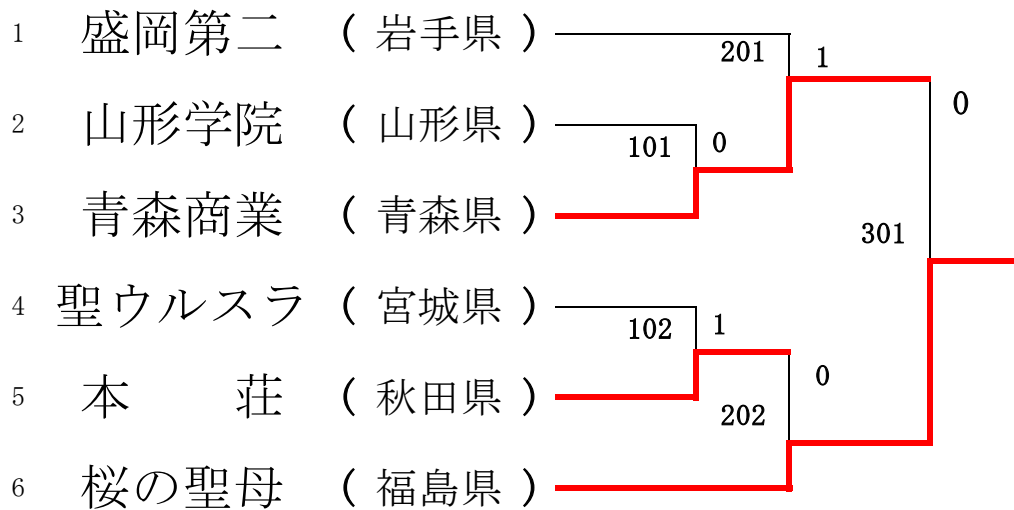 1 盛岡第二 ( 岩手県 )
201 1
2 山形学院 ( 山形県 )
0
101 0
3 青森商業 ( 青森県 )
301
4 聖ウルスラ ( 宮城県 )
102 1
5 本 荘 ( 秋田県 )
0
202
6 桜の聖母 ( 福島県 )